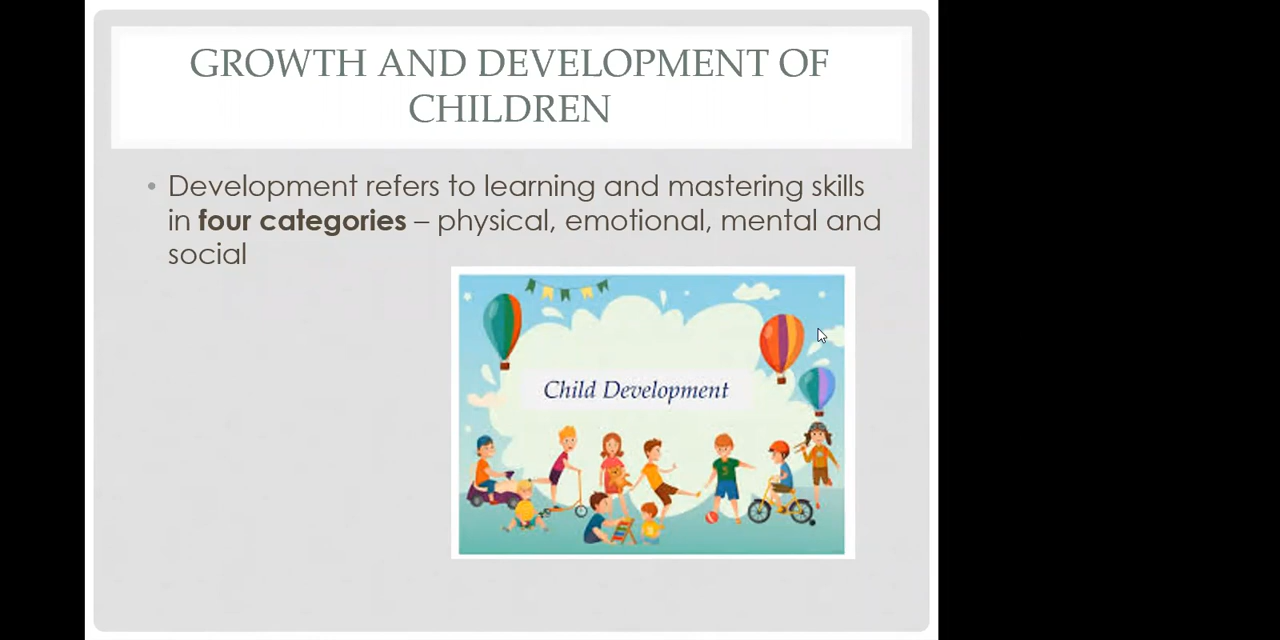 GROWTH AND DEVELOPMENT OF
CHILDREN
• Development refers to learning and mastering skills
in four categories – physical, emotional, mental and
social
Child Development